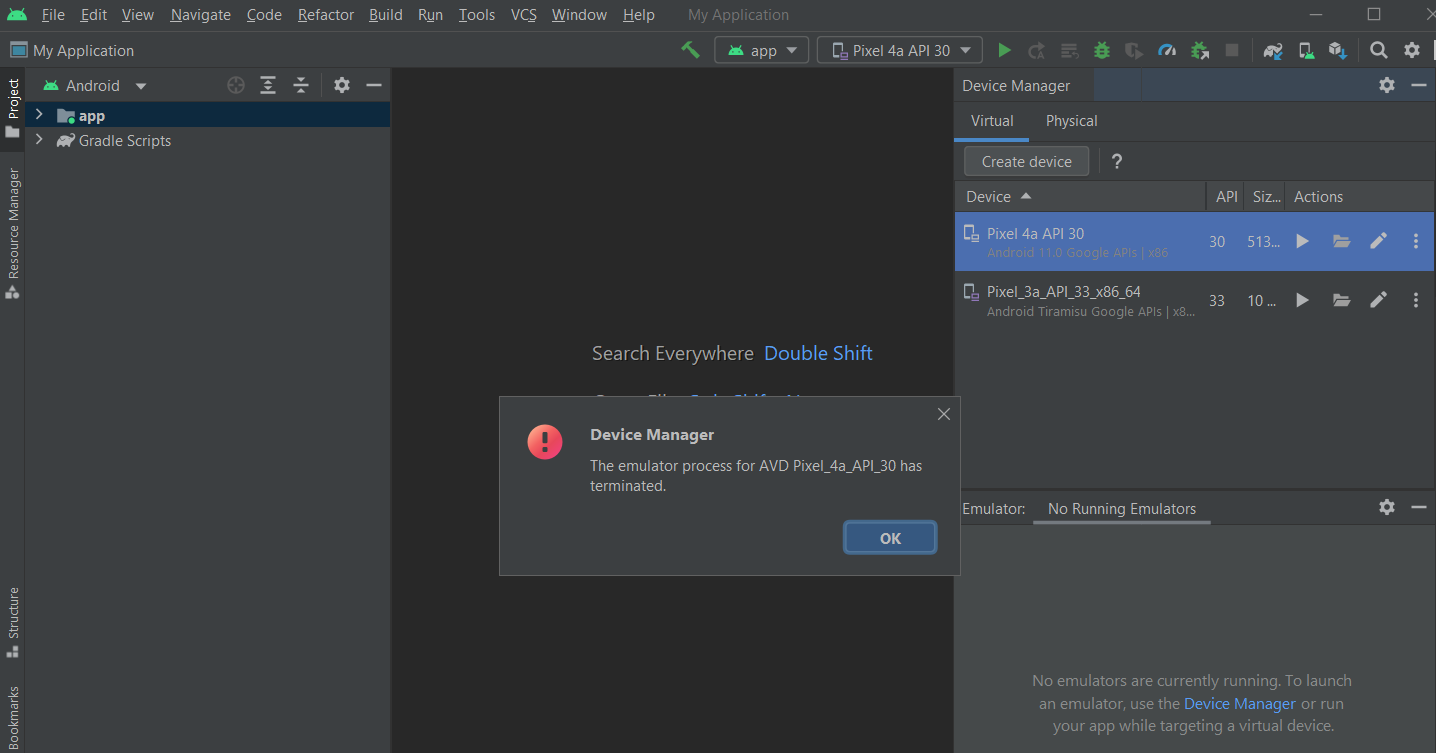 File Edit View Navigate Code Refactor Build Run Tools VCS Window Help My Application
My Application
app
Pixel 4a API 30
Project
Resource Manager
Structure
Bookmarks
Android
app
Gradle Scripts
Search Everywhere Double Shift
Device Manager
Virtual Physical
Create device ?
Device API Siz... Actions
Pixel 4a API 30
Android 11.0 Google APIs | x86
30 513...
Pixel_3a_API_33_x86_64
Android Tiramisu Google APIs | x8...
33 10 ...
Device Manager
The emulator process for AVD Pixel_4a_API_30 has
terminated.
OK
Emulator: No Running Emulators
No emulators are currently running. To launch
an emulator, use the Device Manager or run
your app while targeting a virtual device.